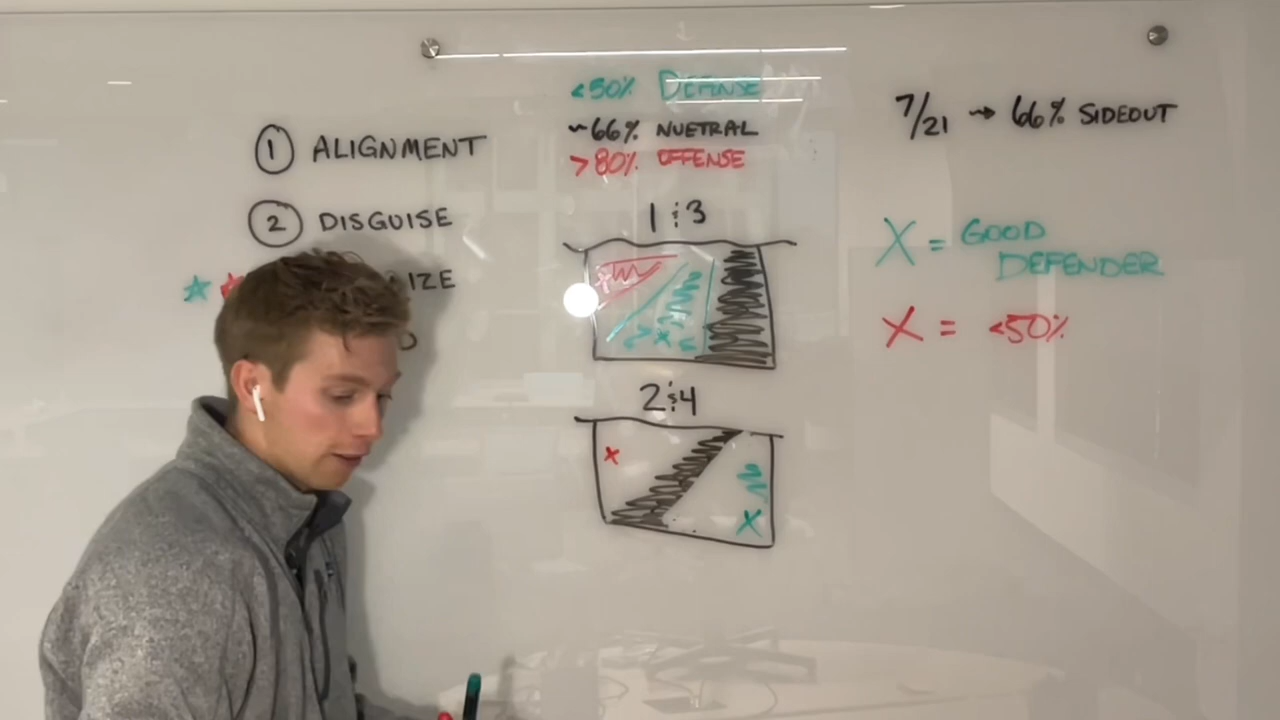 ① ALIGNMENT
② DISGUISE
IZE
<50% DEFENSE
~66% NUETRAL
>80% OFFENSE
1 & 3
X
2 & 4
X
X
7/21 → 66% SIDEOUT
X = GOOD
DEFENDER
X = <50%